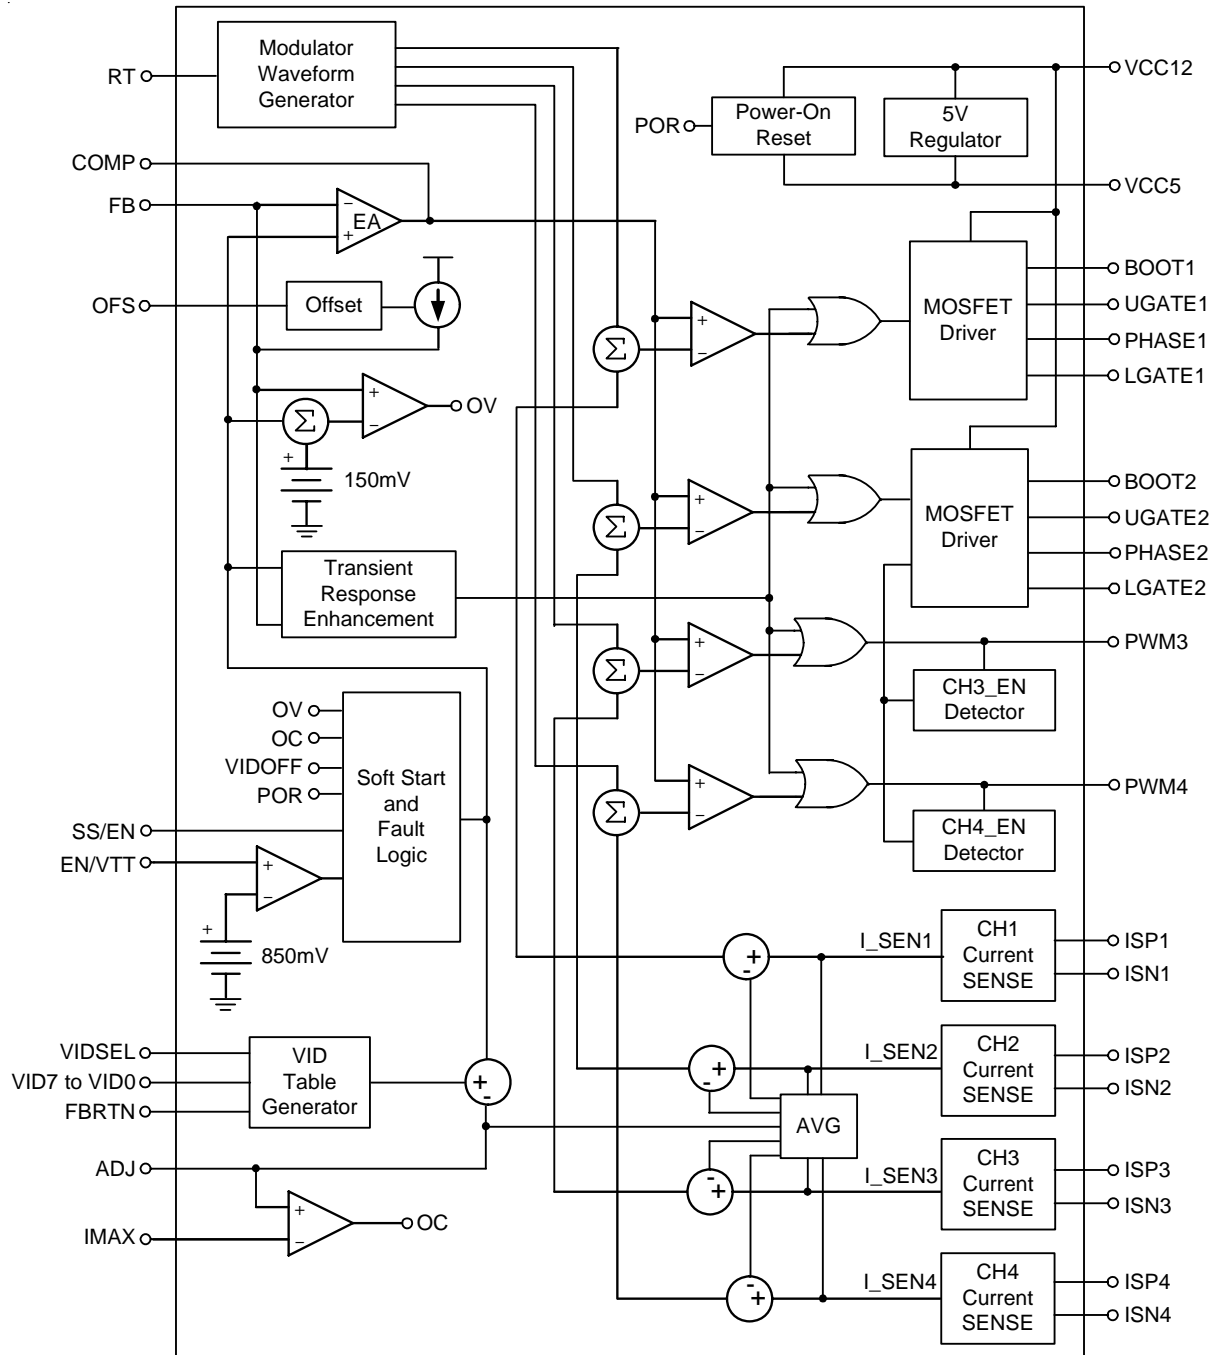 Modulator
Waveform
Generator
RT
VCC12
Power-On
Reset
5V
Regulator
POR
COMP
VCC5
FB
−
EA
+
BOOT1
OFS
Offset
MOSFET
Driver
UGATE1
PHASE1
LGATE1
+
−
Σ
+
−
OV
Σ
+
150mV
BOOT2
MOSFET
Driver
UGATE2
PHASE2
LGATE2
+
−
Σ
Transient
Response
Enhancement
PWM3
+
−
Σ
CH3_EN
Detector
OV
OC
VIDOFF
POR
Soft Start
and
Fault
Logic
PWM4
+
−
Σ
CH4_EN
Detector
SS/EN
EN/VTT
+
−
+
850mV
I_SEN1
CH1
Current
SENSE
ISP1
ISN1
+
-
VIDSEL
VID7 to VID0
FBRTN
VID
Table
Generator
+
-
I_SEN2
CH2
Current
SENSE
ISP2
ISN2
+
-
AVG
ADJ
I_SEN3
CH3
Current
SENSE
ISP3
ISN3
-
+
IMAX
+
−
OC
I_SEN4
CH4
Current
SENSE
ISP4
ISN4
-
+